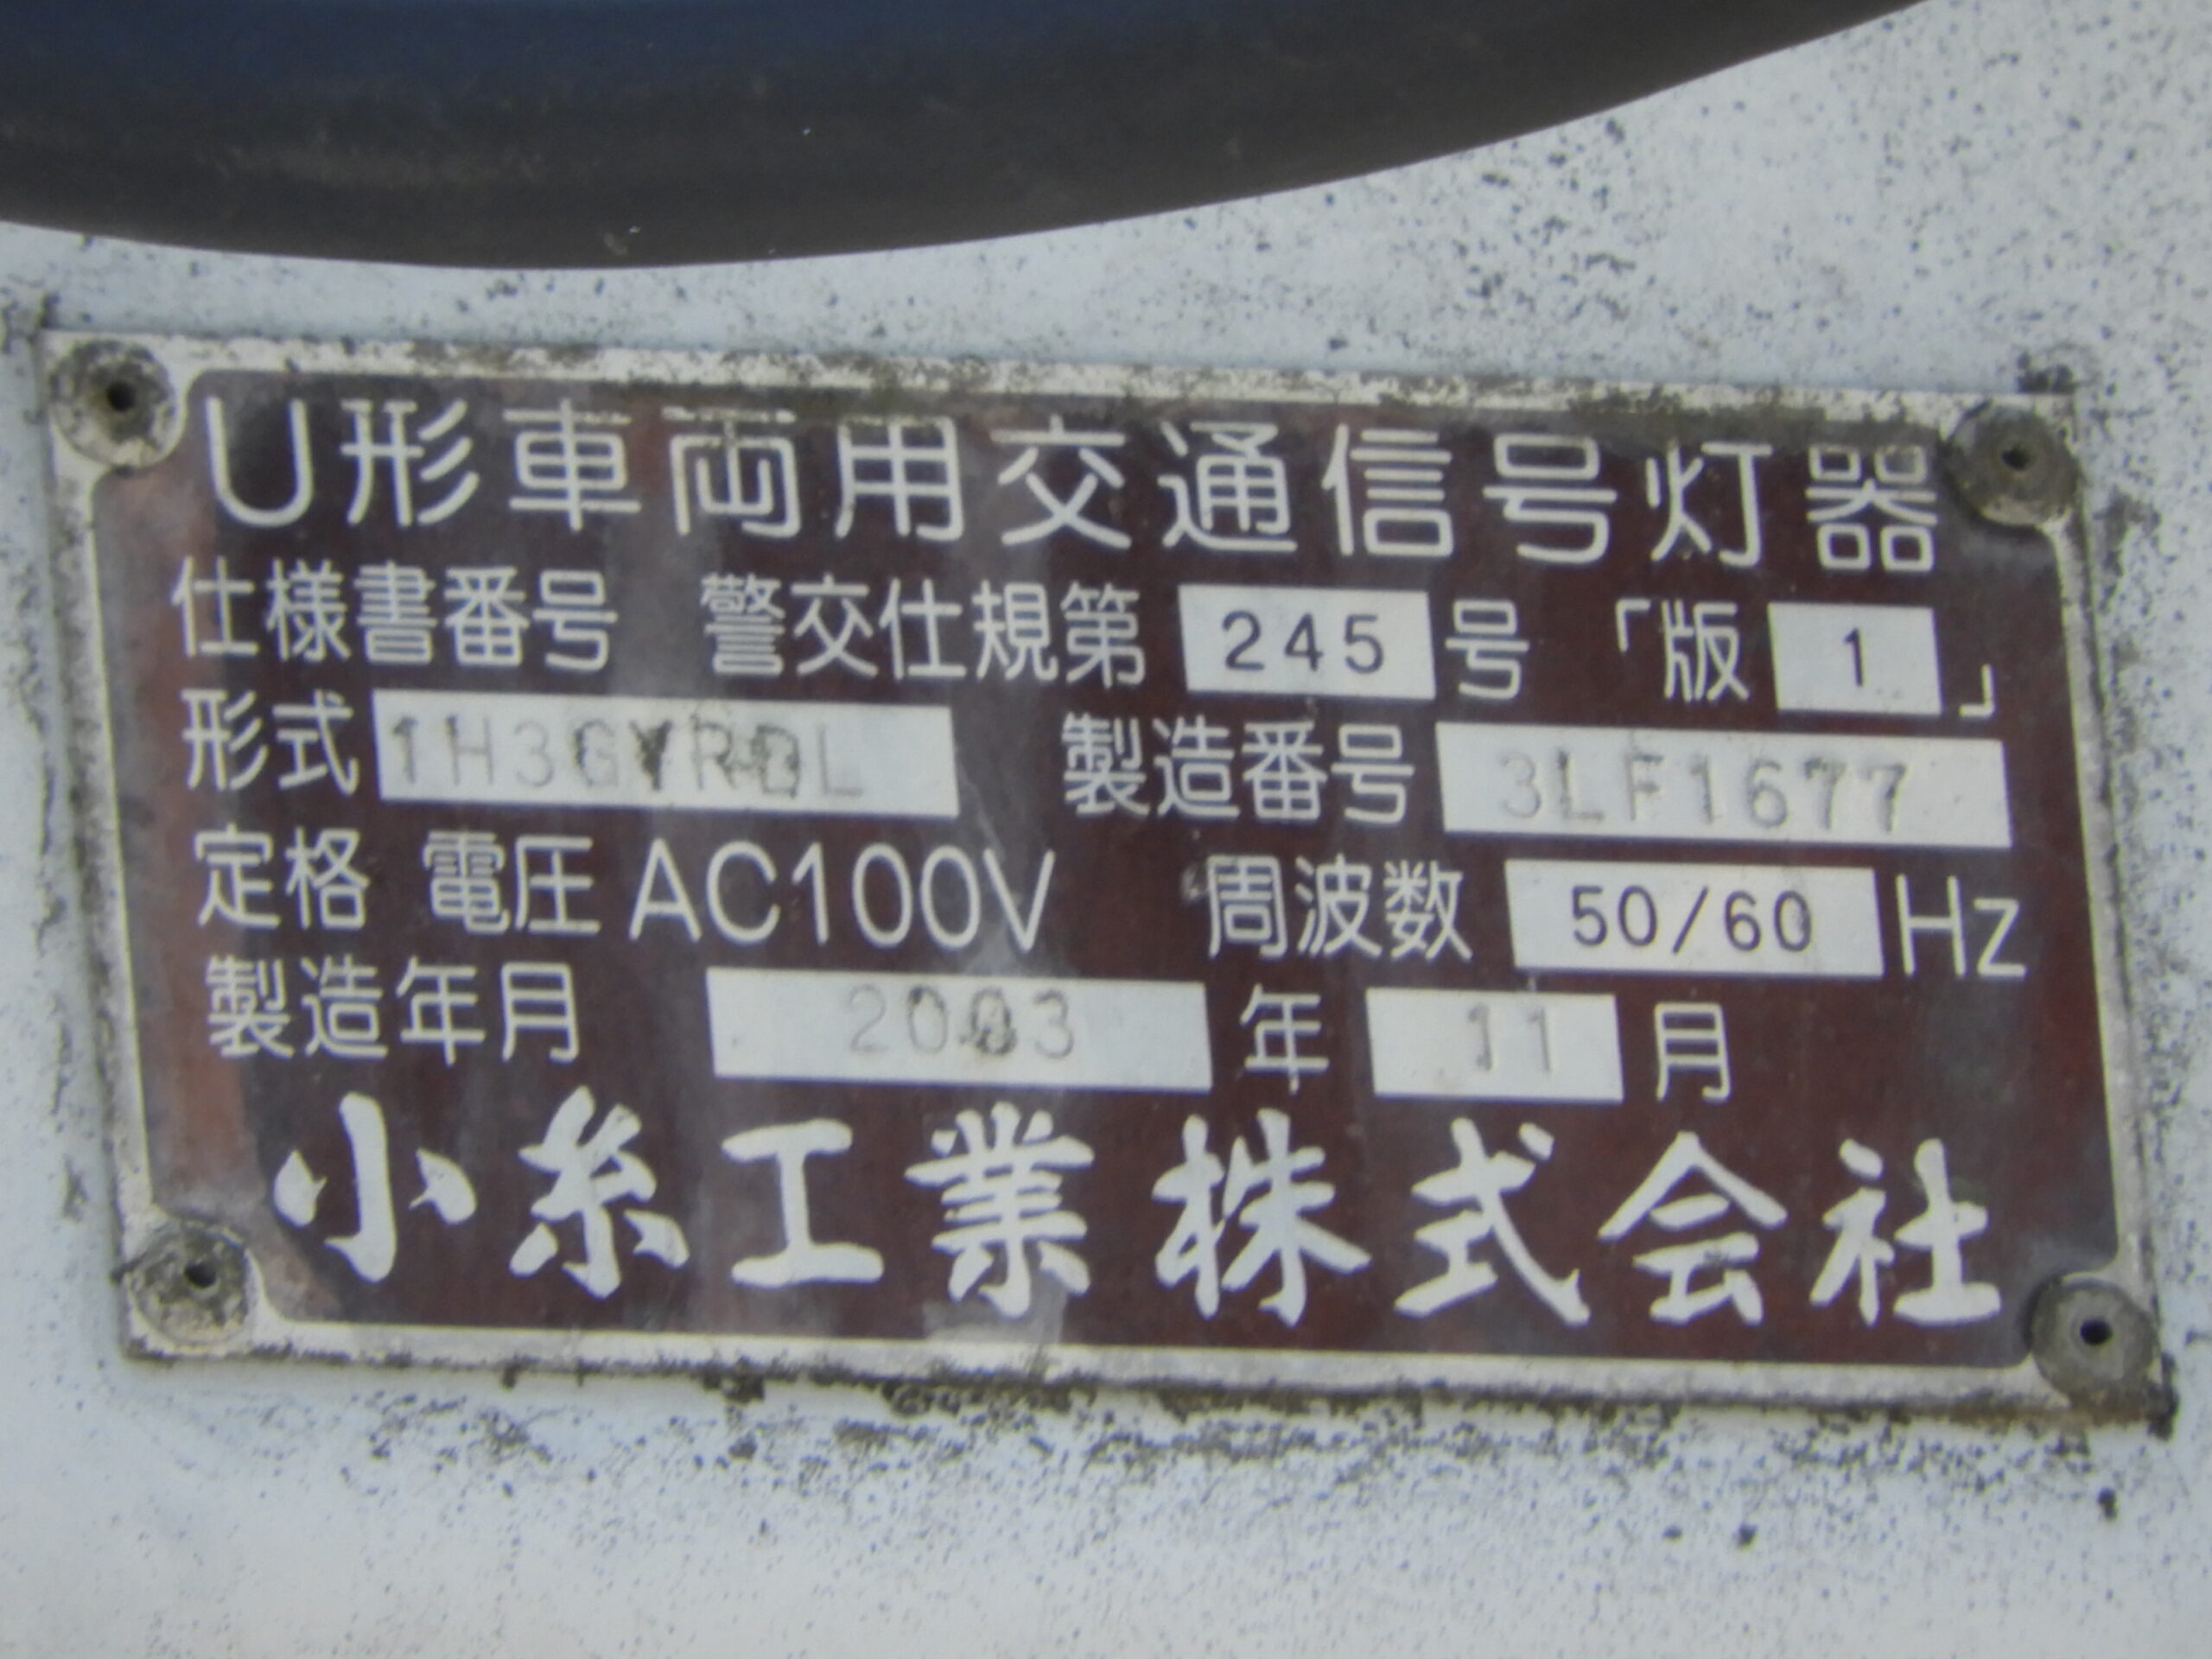 U形車両用交通信号灯器
仕様書番号 警交仕規第 245 号 「版 1 」
形式 1H3GYRDL 製造番号 3LF1677
定格 電圧 AC100V 周波数 50/60 Hz
製造年月 2003 年 11 月
小糸工業株式会社